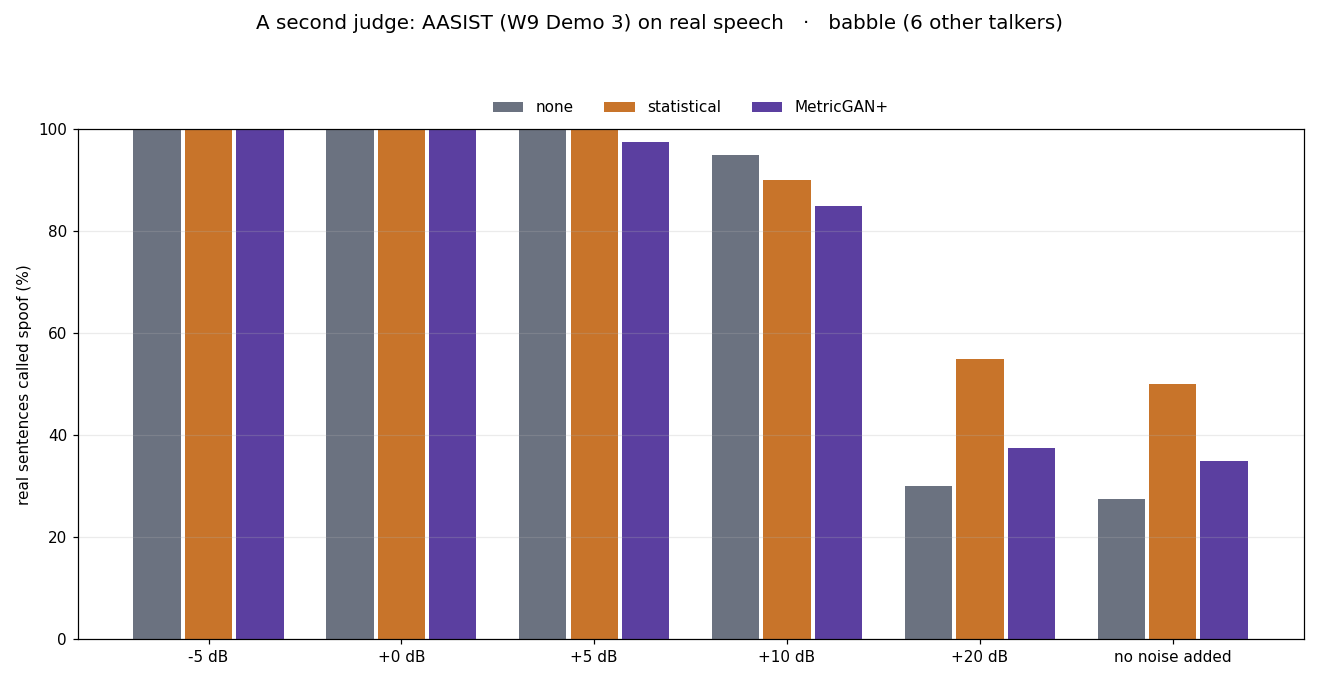 A second judge: AASIST (W9 Demo 3) on real speech · babble (6 other talkers)
none statistical MetricGAN+
100
80
60
40
20
0
real sentences called spoof (%)
-5 dB +0 dB +5 dB +10 dB +20 dB no noise added